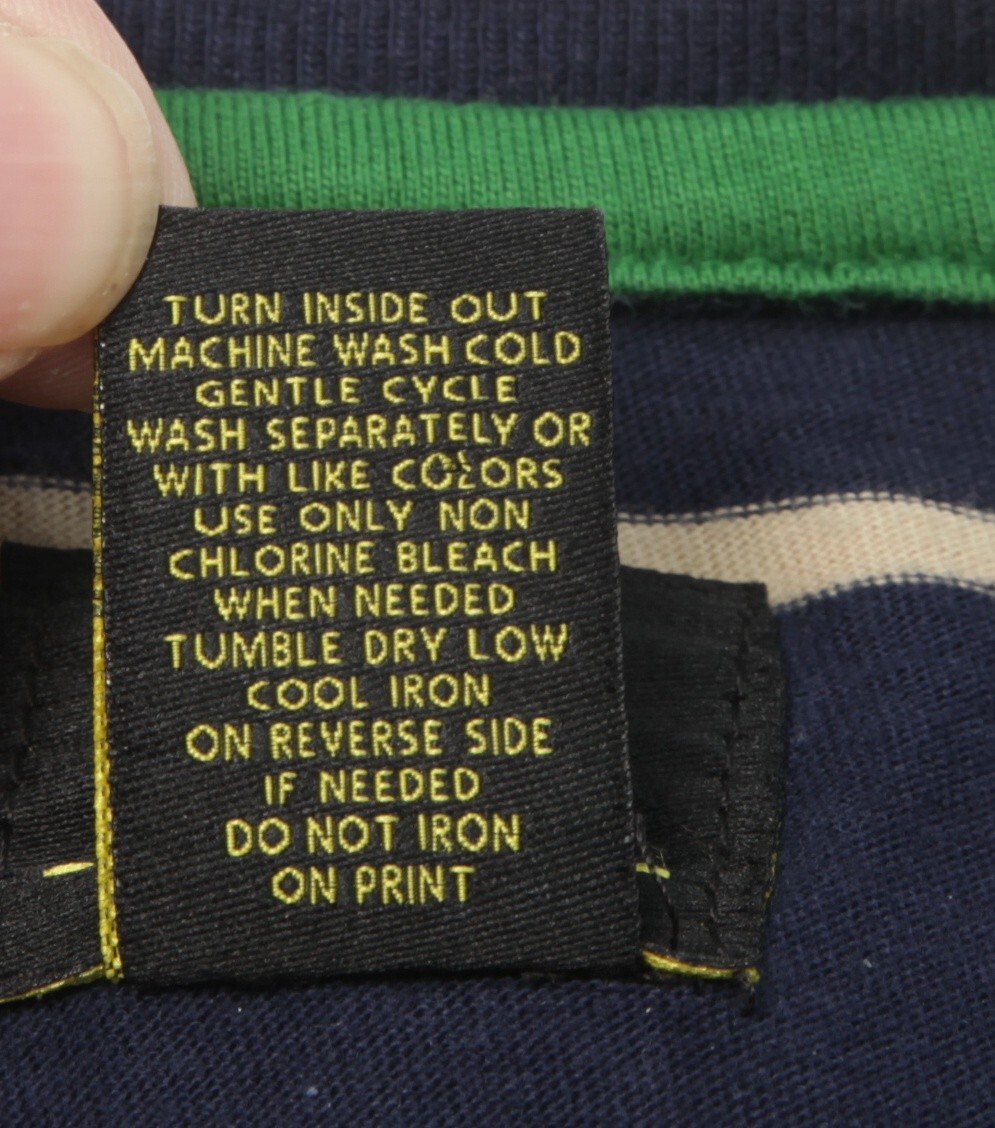 TURN INSIDE OUT
MACHINE WASH COLD
GENTLE CYCLE
WASH SEPARATELY OR
WITH LIKE COLORS
USE ONLY NON
CHLORINE BLEACH
WHEN NEEDED
TUMBLE DRY LOW
COOL IRON
ON REVERSE SIDE
IF NEEDED
DO NOT IRON
ON PRINT